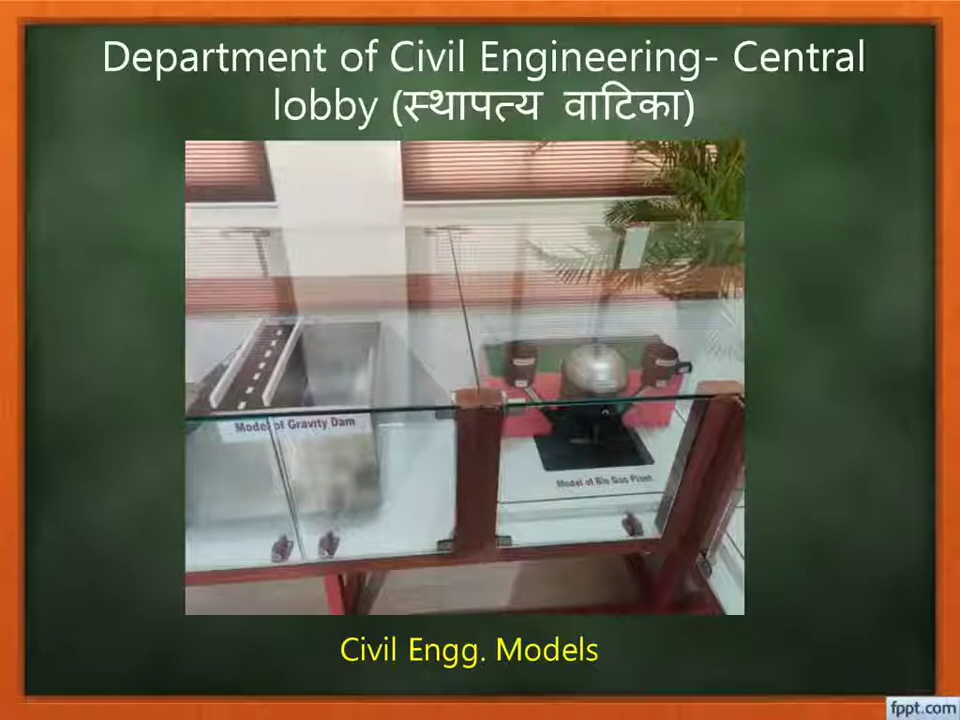 Department of Civil Engineering- Central
lobby (स्थापत्य वाटिका)
Model of Gravity Dam
Model of Bio Gas Plant
Civil Engg. Models
fppt.com